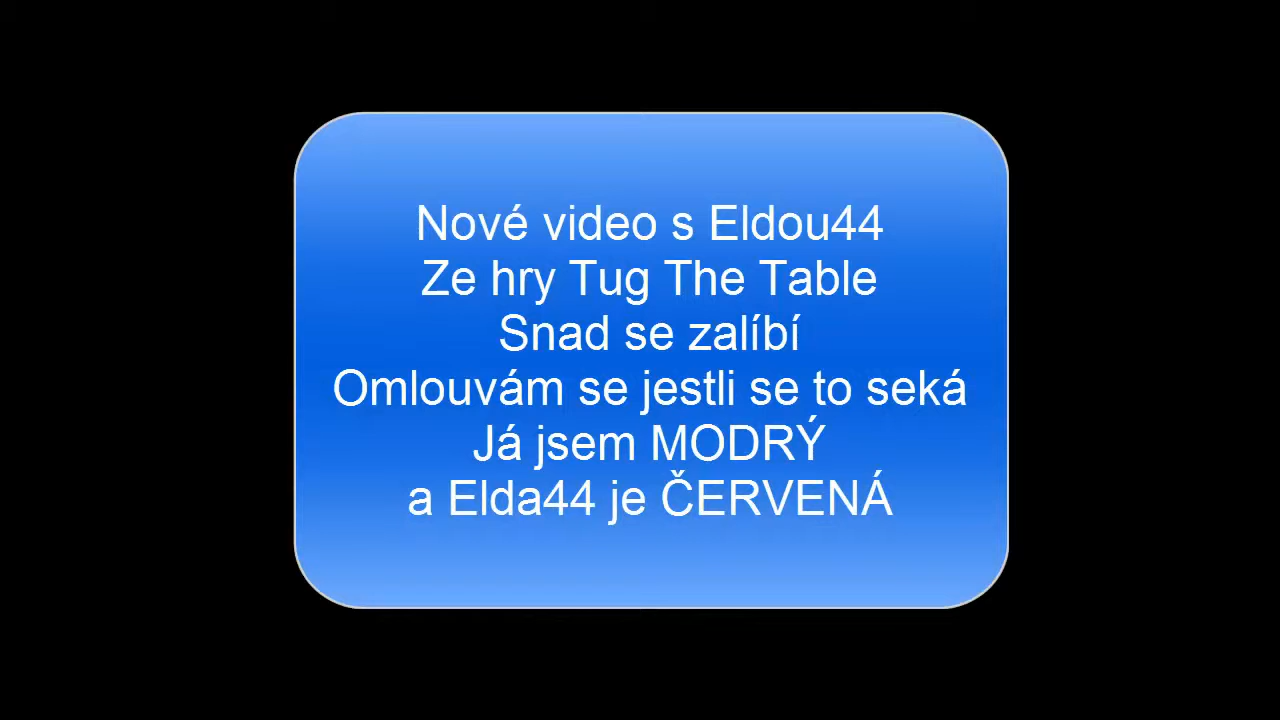 Nové video s Eldou44
Ze hry Tug The Table
Snad se zalíbí
Omlouvám se jestli se to seká
Já jsem MODRÝ
a Elda44 je ČERVENÁ